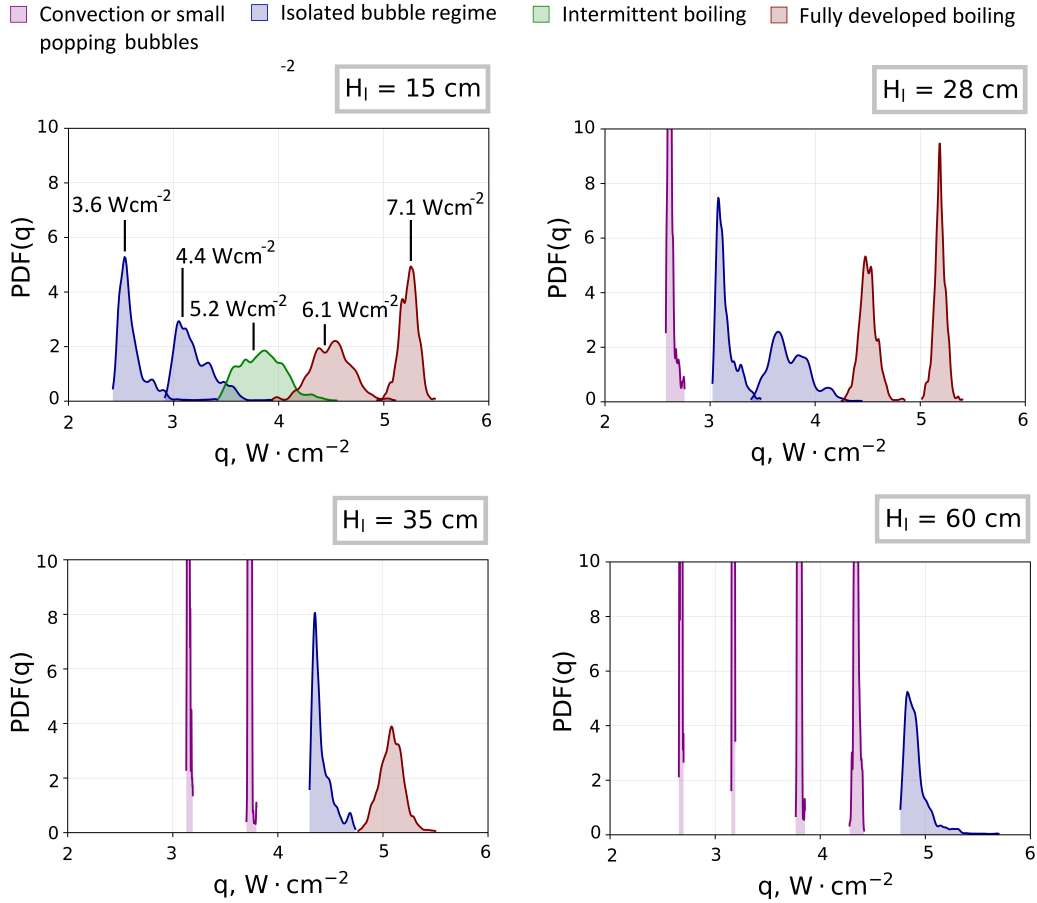 Convection or small popping bubbles
Isolated bubble regime
Intermittent boiling
Fully developed boiling
-2
H_l = 15 cm
10
8
6
4
2
0
PDF(q)
3.6 Wcm⁻²
4.4 Wcm⁻²
5.2 Wcm⁻²
6.1 Wcm⁻²
7.1 Wcm⁻²
2 3 4 5 6
q, W · cm⁻²
H_l = 28 cm
10
8
6
4
2
0
PDF(q)
2 3 4 5 6
q, W · cm⁻²
H_l = 35 cm
10
8
6
4
2
0
PDF(q)
2 3 4 5 6
q, W · cm⁻²
H_l = 60 cm
10
8
6
4
2
0
PDF(q)
2 3 4 5 6
q, W · cm⁻²